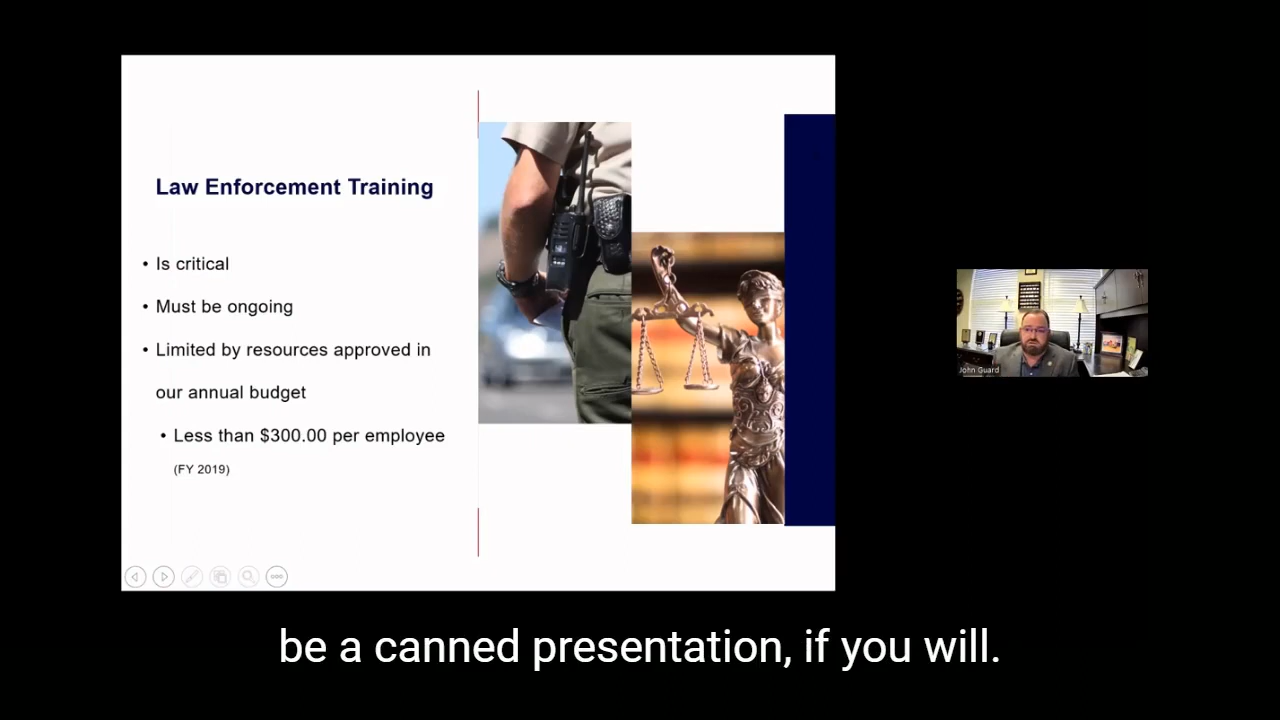 Law Enforcement Training
• Is critical
• Must be ongoing
• Limited by resources approved in
our annual budget
• Less than $300.00 per employee
(FY 2019)
John Guard
be a canned presentation, if you will.